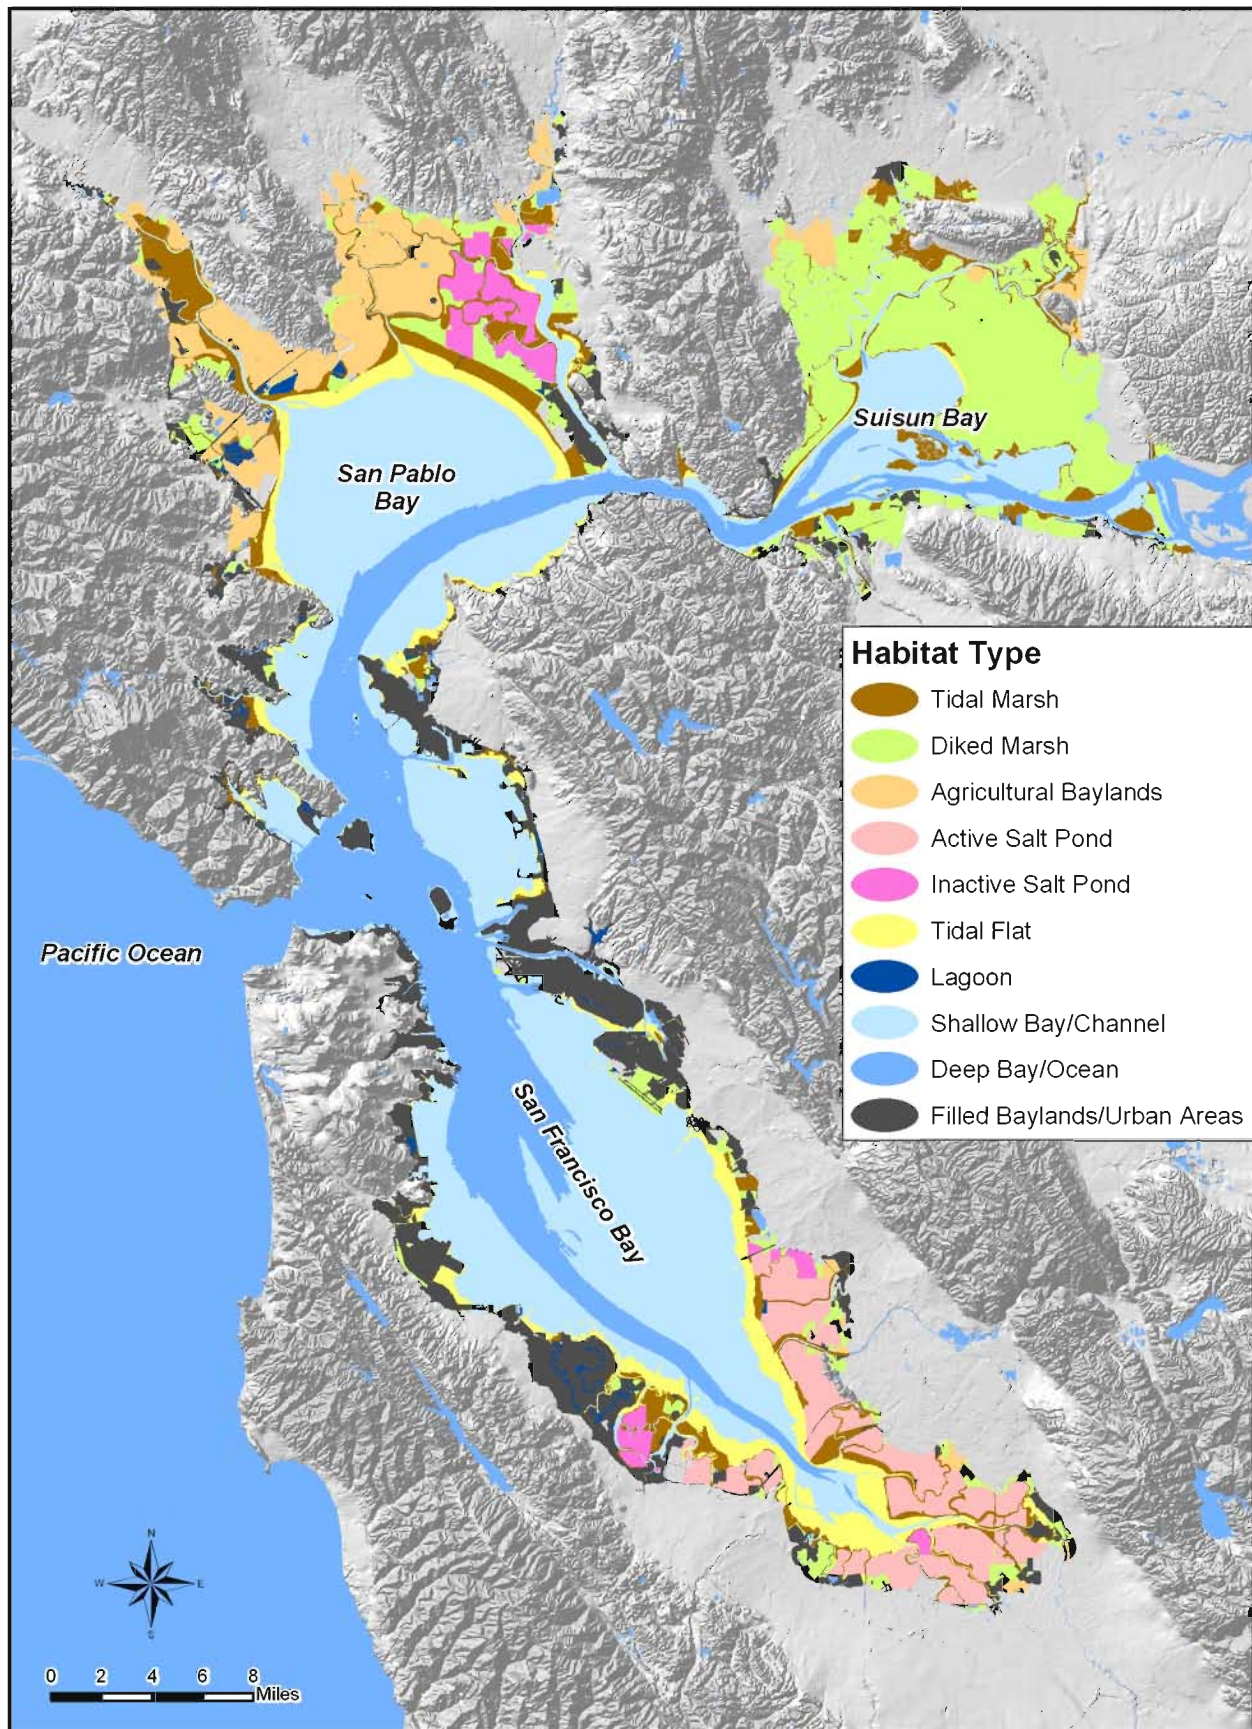 San Pablo
Bay
Suisun Bay
Habitat Type
Tidal Marsh
Diked Marsh
Agricultural Baylands
Active Salt Pond
Inactive Salt Pond
Tidal Flat
Lagoon
Shallow Bay/Channel
Deep Bay/Ocean
Filled Baylands/Urban Areas
Pacific Ocean
San Francisco Bay
N
W
E
S
0 2 4 6 8
Miles